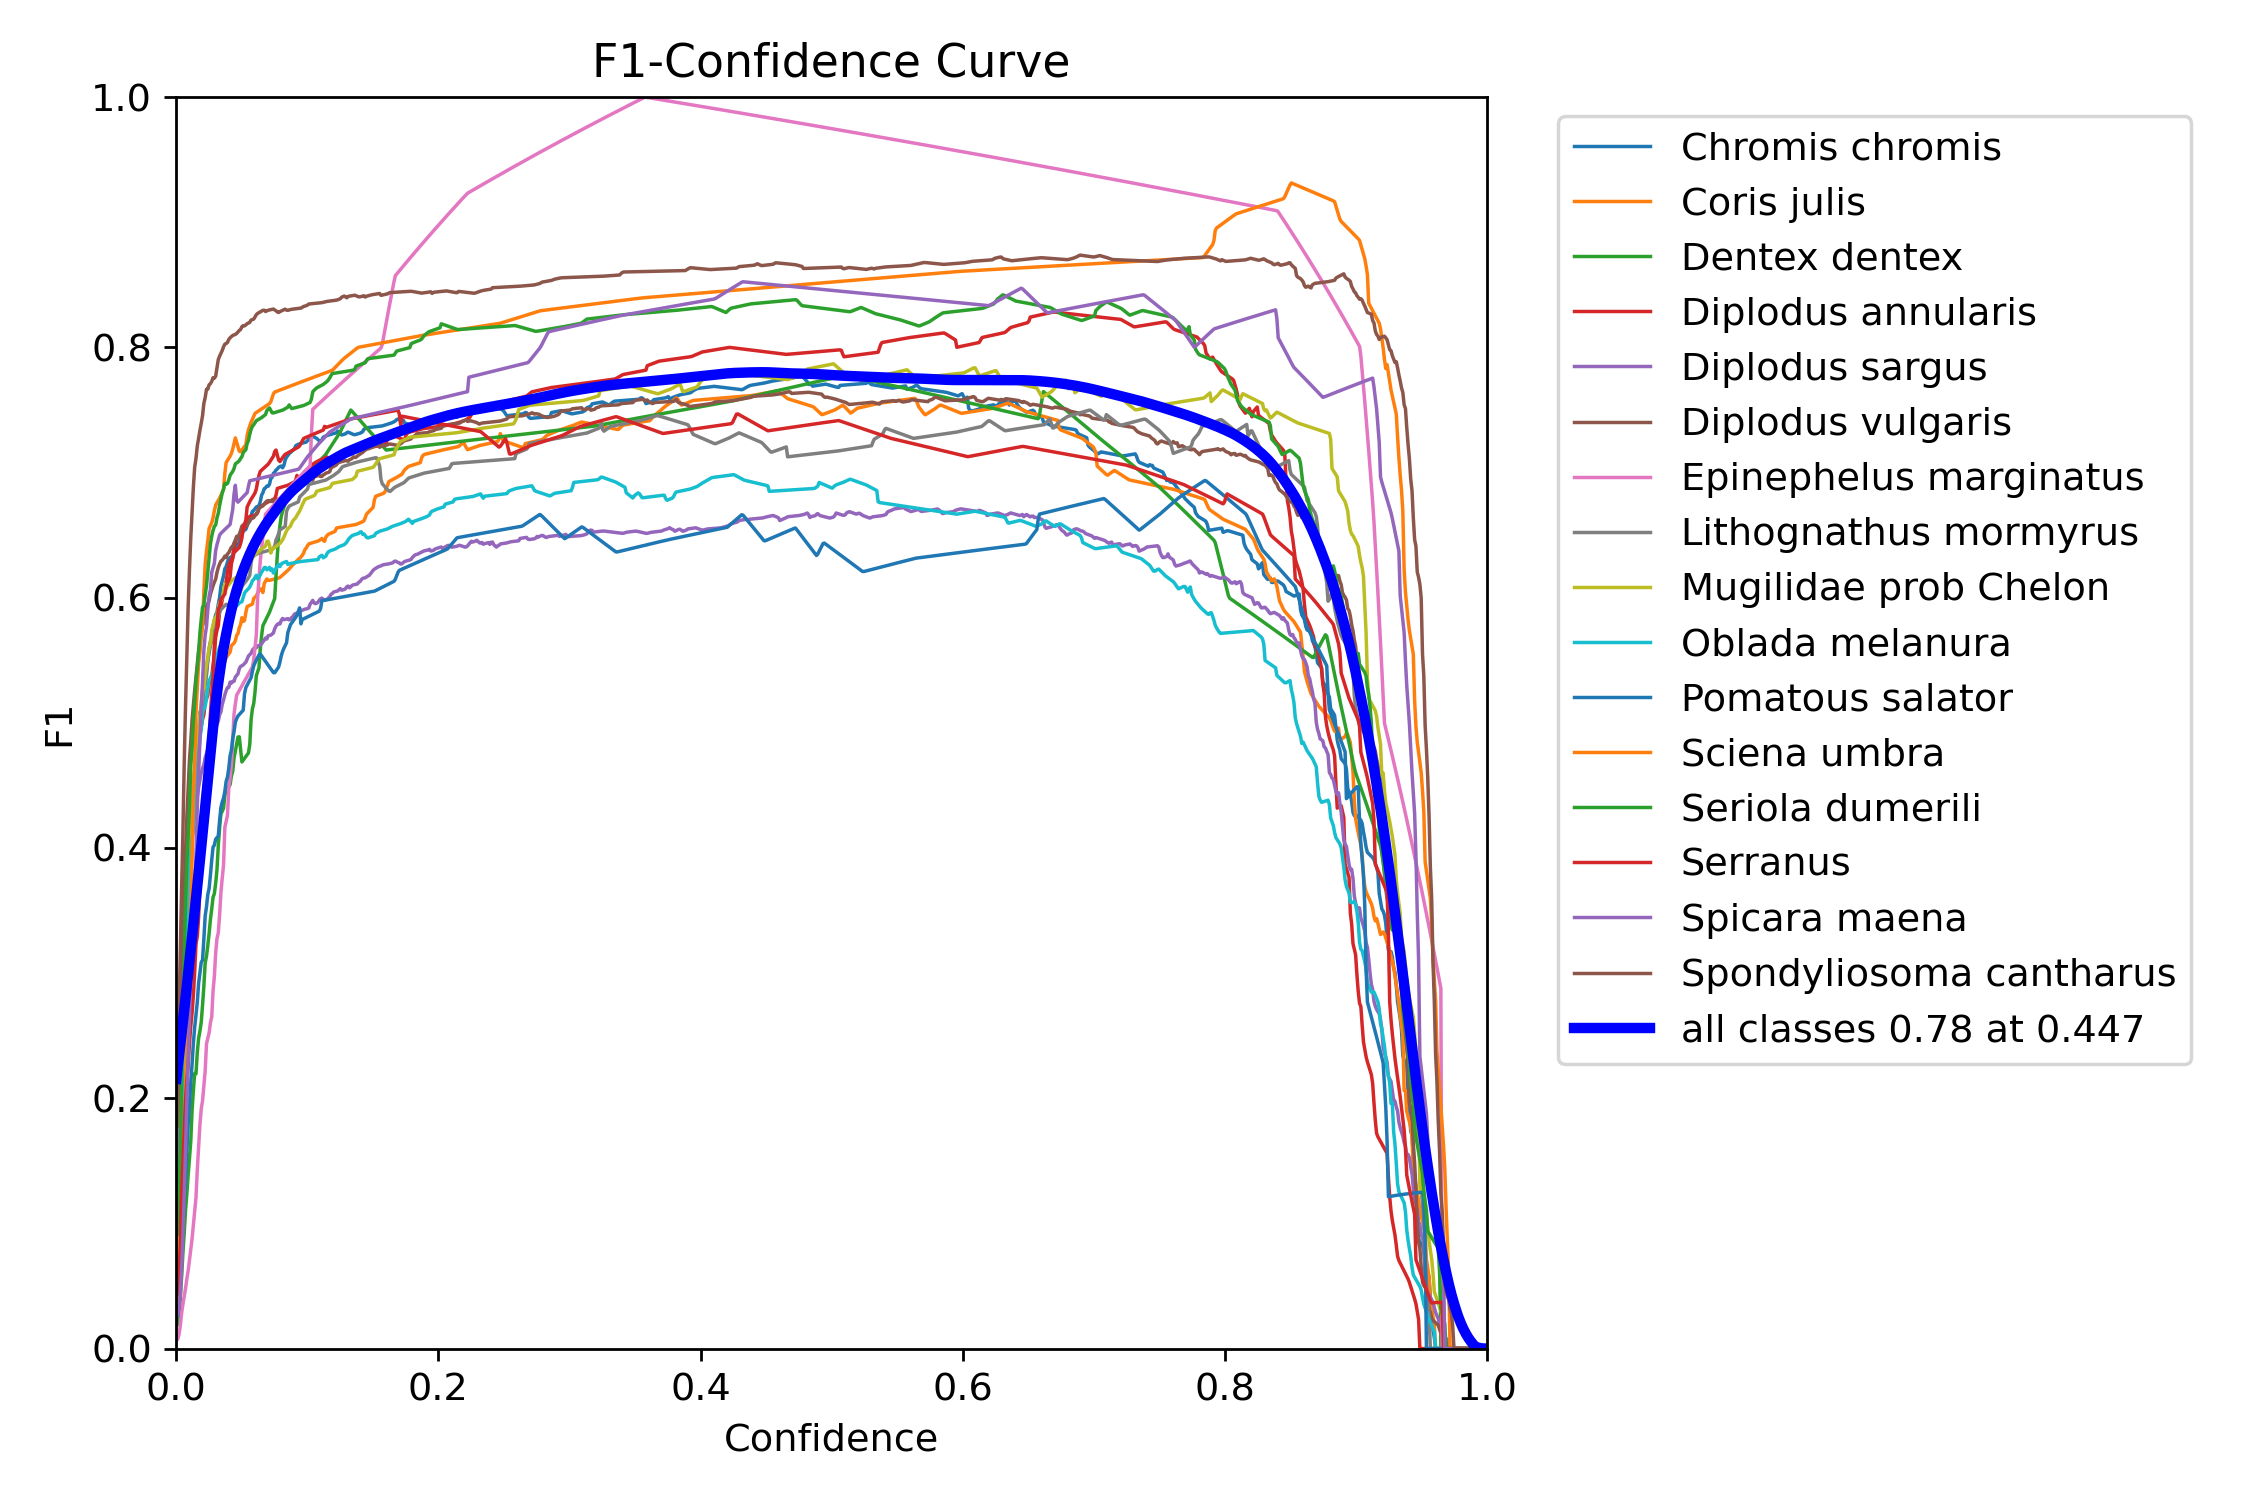 F1-Confidence Curve
1.0
0.8
0.6
0.4
0.2
0.0
F1
0.0 0.2 0.4 0.6 0.8 1.0
Confidence
Chromis chromis
Coris julis
Dentex dentex
Diplodus annularis
Diplodus sargus
Diplodus vulgaris
Epinephelus marginatus
Lithognathus mormyrus
Mugilidae prob Chelon
Oblada melanura
Pomatous salator
Sciena umbra
Seriola dumerili
Serranus
Spicara maena
Spondyliosoma cantharus
all classes 0.78 at 0.447